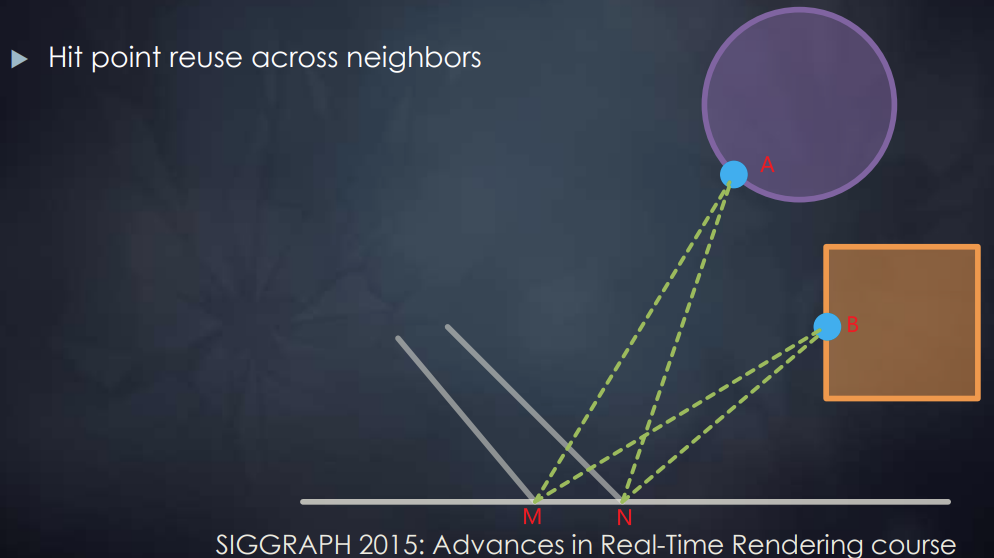 Hit point reuse across neighbors
A
B
M
N
SIGGRAPH 2015: Advances in Real-Time Rendering course